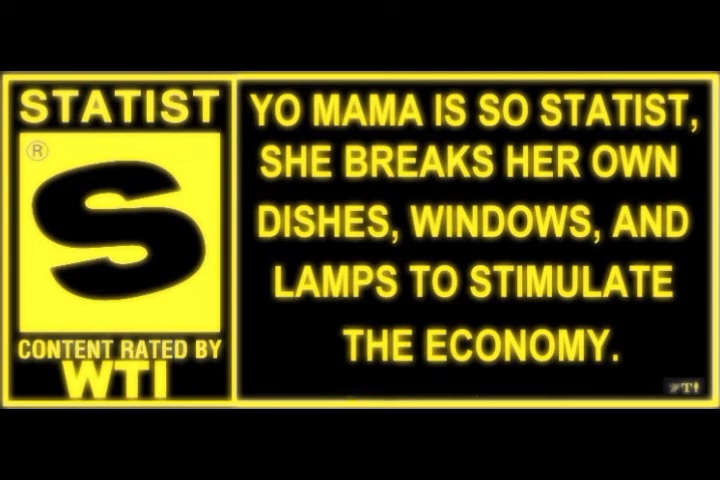 STATIST
®
S
CONTENT RATED BY
WTI
YO MAMA IS SO STATIST,
SHE BREAKS HER OWN
DISHES, WINDOWS, AND
LAMPS TO STIMULATE
THE ECONOMY.